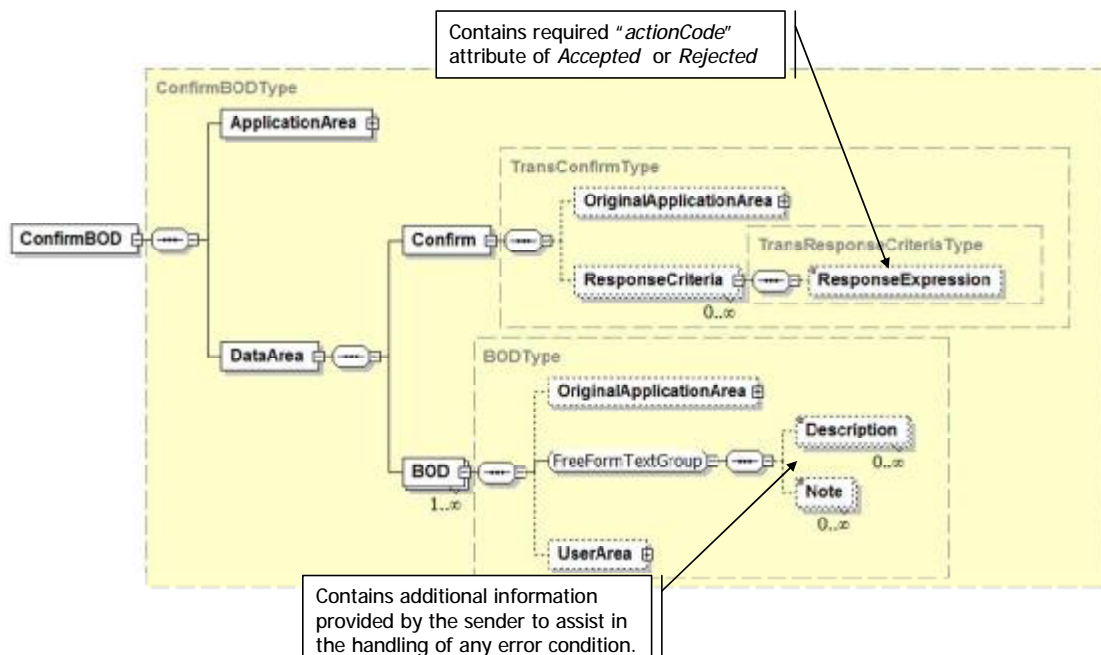 Contains required “actionCode”
attribute of Accepted or Rejected
ConfirmBODType
ApplicationArea
TransConfirmType
OriginalApplicationArea
ConfirmBOD
Confirm
TransResponseCriteriaType
ResponseCriteria
ResponseExpression
0..∞
DataArea
BODType
OriginalApplicationArea
Description
0..∞
BOD
FreeFormTextGroup
1..∞
Note
0..∞
UserArea
Contains additional information
provided by the sender to assist in
the handling of any error condition.